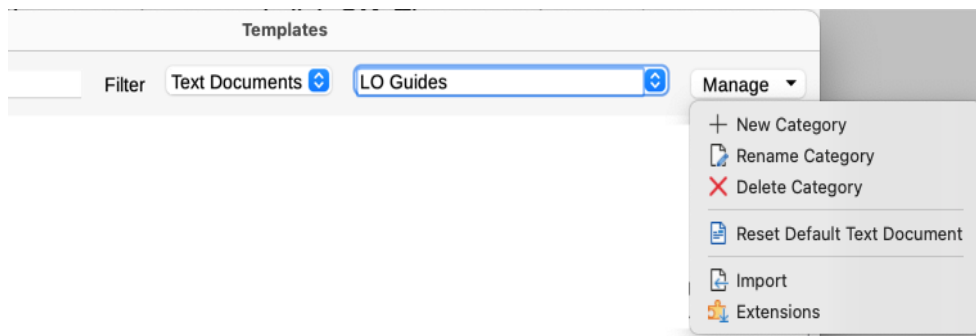 Templates
Filter Text Documents LO Guides Manage
New Category
Rename Category
Delete Category
Reset Default Text Document
Import
Extensions